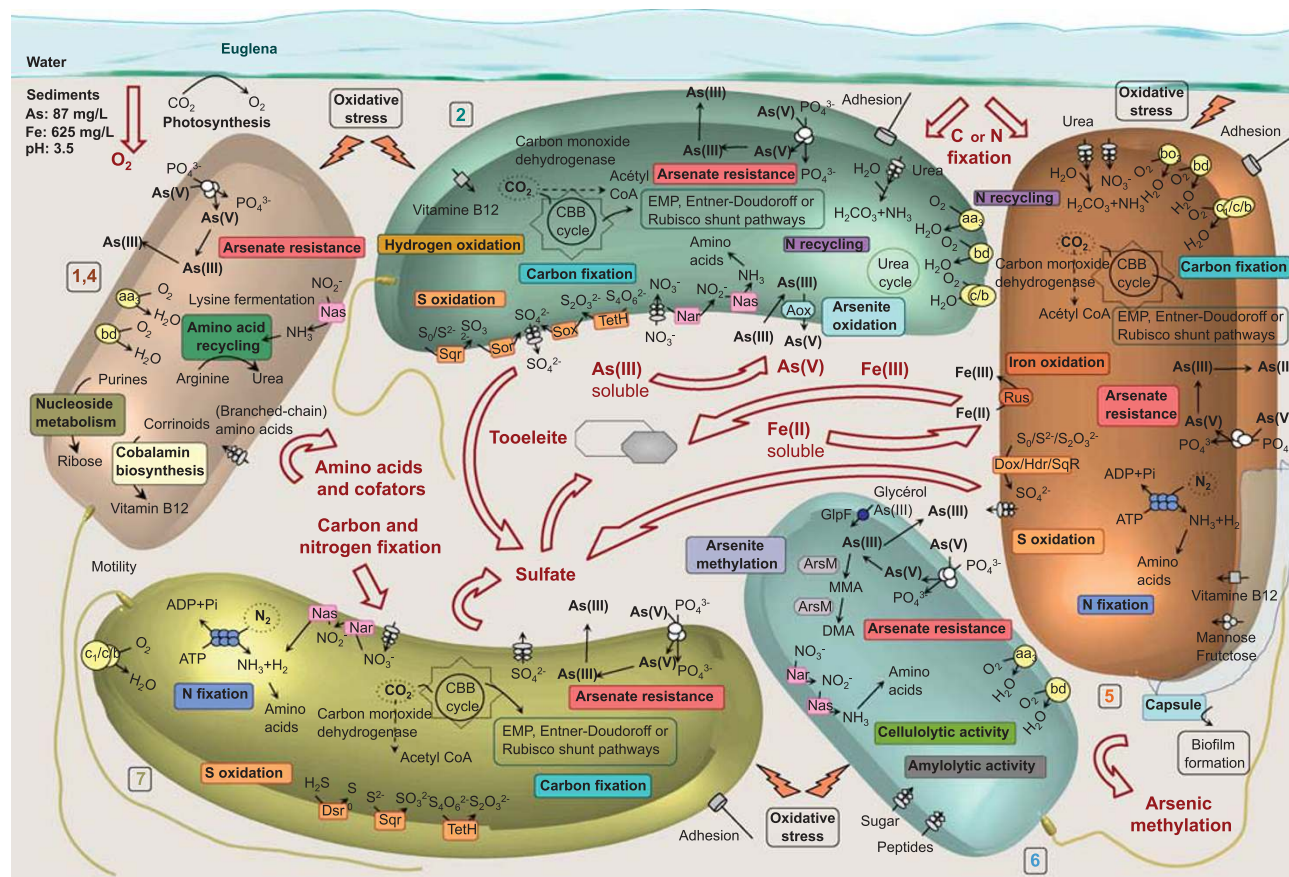 Water
Euglena
Sediments
As: 87 mg/L
Fe: 625 mg/L
pH: 3.5
CO2
O2
Photosynthesis
O2
Oxidative
stress
1,4
PO43-
As(V)
PO43-
As(V)
As(III)
As(III)
Arsenate resistance
aa3
O2
H2O
bd
O2
H2O
Lysine fermentation
NO2-
Nas
NH3
Amino acid
recycling
Arginine
Urea
Purines
Nucleoside
metabolism
Ribose
Corrinoids
Cobalamin
biosynthesis
Vitamin B12
(Branched-chain)
amino acids
Amino acids
and cofators
Carbon and
nitrogen fixation
Motility
2
As(III)
As(V)
PO43-
As(III)
As(V)
PO43-
Arsenate resistance
Adhesion
Carbon monoxide
dehydrogenase
CO2
Acétyl
CoA
CBB
cycle
EMP, Entner-Doudoroff or
Rubisco shunt pathways
Vitamine B12
H2O
Urea
H2CO3+NH3
Hydrogen oxidation
Carbon fixation
N recycling
Urea
cycle
S oxidation
S0/S2-
Sqr
SO3
Sor
SO42-
SO42-
Sox
S2O32-
TetH
S4O62-
NO3-
NO3-
Nar
NO2-
Nas
NH3
Amino
acids
As(III)
As(III)
Aox
As(V)
Arsenite
oxidation
O2
aa3
H2O
O2
bd
H2O
O2
c/b
H2O
C or N
fixation
Oxidative
stress
Adhesion
Urea
H2O
NO3-
H2CO3+NH3
N recycling
O2
bo3
H2O
O2
bd
H2O
O2
c1/c/b
H2O
CO2
Carbon monoxide
dehydrogenase
Acétyl CoA
CBB
cycle
Carbon fixation
EMP, Entner-Doudoroff or
Rubisco shunt pathways
Iron oxidation
Fe(III)
Rus
Fe(II)
As(III)
Arsenate
resistance
As(V)
PO43-
S0/S2-/S2O32-
Dox/Hdr/SqR
SO42-
S oxidation
ADP+Pi
N2
ATP
NH3+H2
Amino
acids
N fixation
Vitamine B12
Mannose
Frutctose
5
Capsule
Biofilm
formation
As(III)
soluble
As(V)
Fe(III)
Tooeleite
Fe(II)
soluble
Sulfate
Arsenite
methylation
Glycérol
As(III)
GlpF
As(III)
As(III)
ArsM
MMA
ArsM
DMA
As(V)
As(V)
PO43-
PO43-
Arsenate resistance
NO3-
Nar
NO2-
Nas
NH3
Amino
acids
O2
aa3
H2O
O2
bd
H2O
Cellulolytic activity
Amylolytic activity
Sugar
Peptides
6
Arsenic
methylation
Oxidative
stress
Adhesion
7
c1/c/b
O2
H2O
ADP+Pi
N2
ATP
NH3+H2
N fixation
Amino
acids
Nas
NO2-
Nar
NO3-
CO2
Carbon monoxide
dehydrogenase
Acetyl CoA
CBB
cycle
EMP, Entner-Doudoroff or
Rubisco shunt pathways
Carbon fixation
SO42-
As(III)
As(III)
As(V)
As(V)
PO43-
PO43-
Arsenate resistance
S oxidation
H2S
Dsr
S0
S2-
Sqr
SO32-
S4O62-
TetH
S2O32-